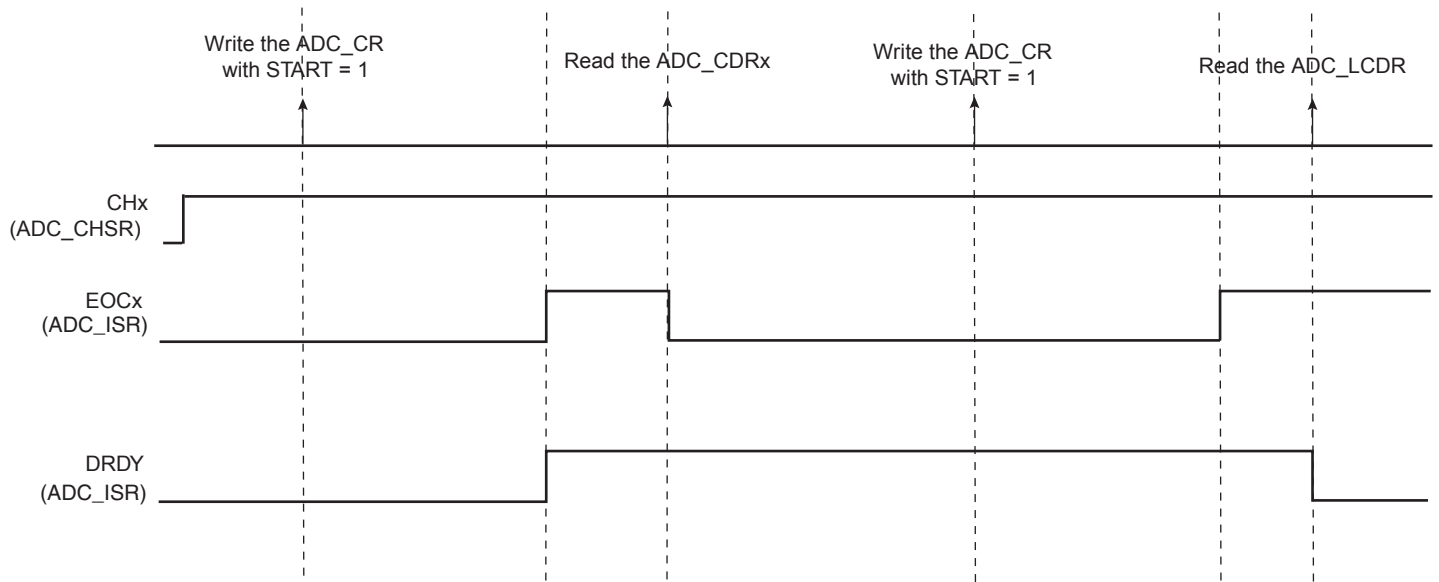 Write the ADC_CR
with START = 1
Read the ADC_CDRx
Write the ADC_CR
with START = 1
Read the ADC_LCDR
CHx
(ADC_CHSR)
EOCx
(ADC_ISR)
DRDY
(ADC_ISR)